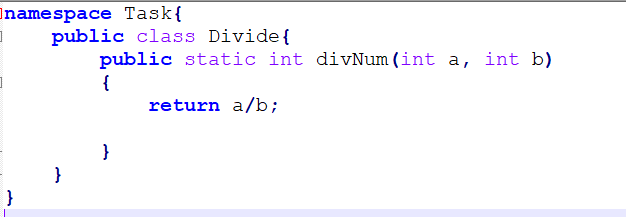 namespace Task{
    public class Divide{
        public static int divNum(int a, int b)
        {
            return a/b;
        }
    }
}